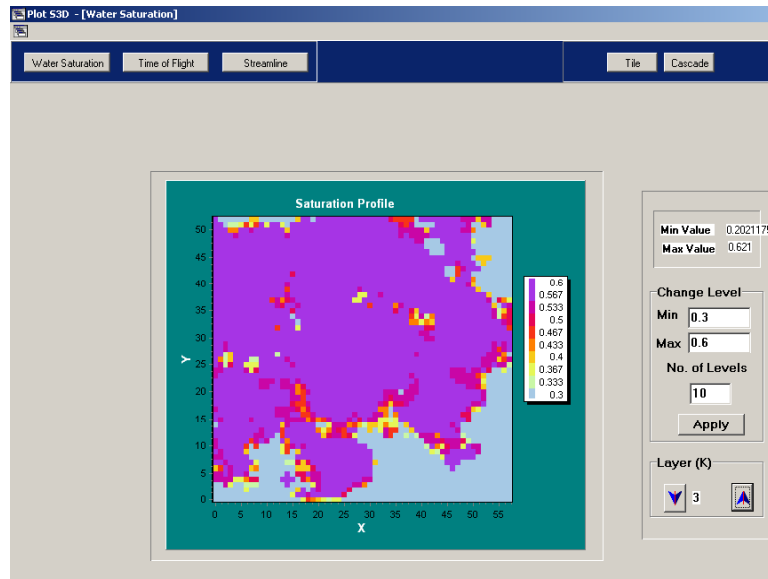 Plot S3D - [Water Saturation]
Water Saturation Time of Flight Streamline Tile Cascade
Saturation Profile
Min Value 0.2021175
Max Value 0.621
Change Level
Min 0.3
Max 0.6
No. of Levels
10
Apply
Layer (K)
3
0.6
0.567
0.533
0.5
0.467
0.433
0.4
0.367
0.333
0.3
50
45
40
35
30
25
20
15
10
5
0
Y
0 5 10 15 20 25 30 35 40 45 50 55
X